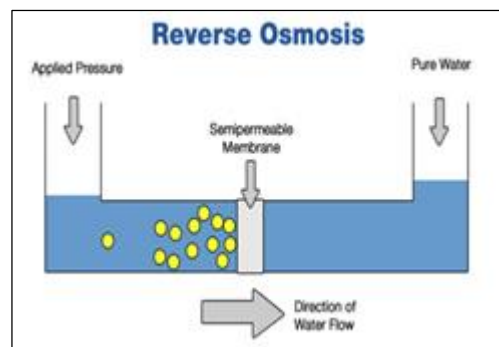 Reverse Osmosis
Applied Pressure
Pure Water
Semipermeable
Membrane
Direction of
Water Flow